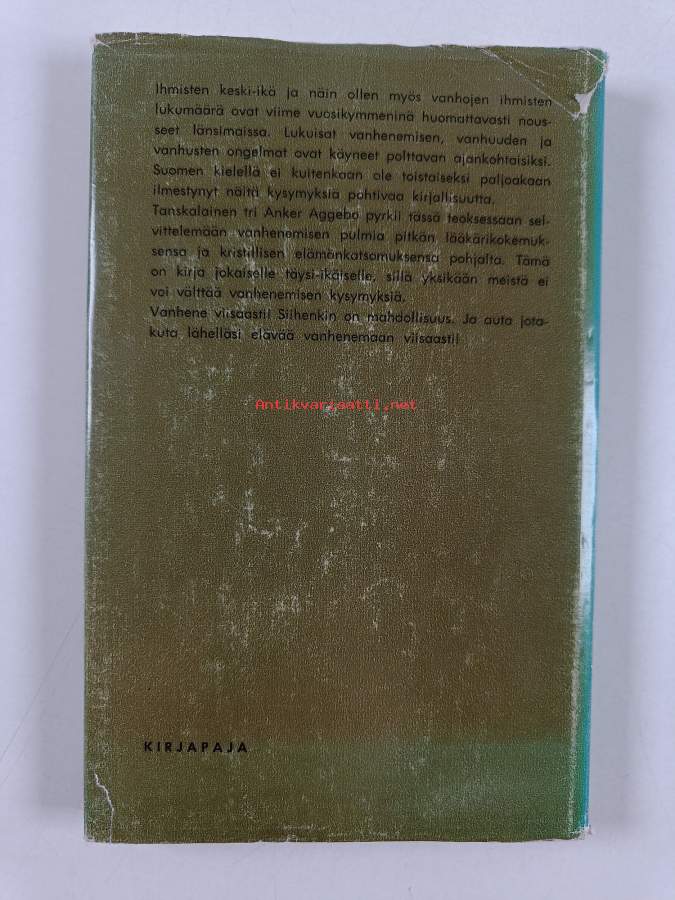 Ihmisten keski-ikä ja näin ollen myös vanhojen ihmisten
lukumäärä ovat viime vuosikymmeninä huomattavasti nous-
seet länsimaissa. Lukuisat vanhenemisen, vanhuuden ja
vanhusten ongelmat ovat käyneet polttavan ajankohtaisiksi.
Suomen kielellä ei kuitenkaan ole toistaiseksi paljoakaan
ilmestynyt näitä kysymyksiä pohtivaa kirjallisuutta.
Tanskalainen tri Anker Aggebo pyrkii tässä teoksessaan sel-
vittelemään vanhenemisen pulmia pitkän lääkärikokemuk-
sensa ja kristillisen elämänkatsomuksensa pohjalta. Tämä
on kirja jokaiselle täysi-ikäiselle, sillä yksikään meistä ei
voi välttää vanhenemisen kysymyksiä.
Vanhene viisaasti! Siihenkin on mahdollisuus. Ja auta jota-
kuta lähelläsi elävää vanhenemaan viisaasti!
Antikvariaatti.net
KIRJAPAJA